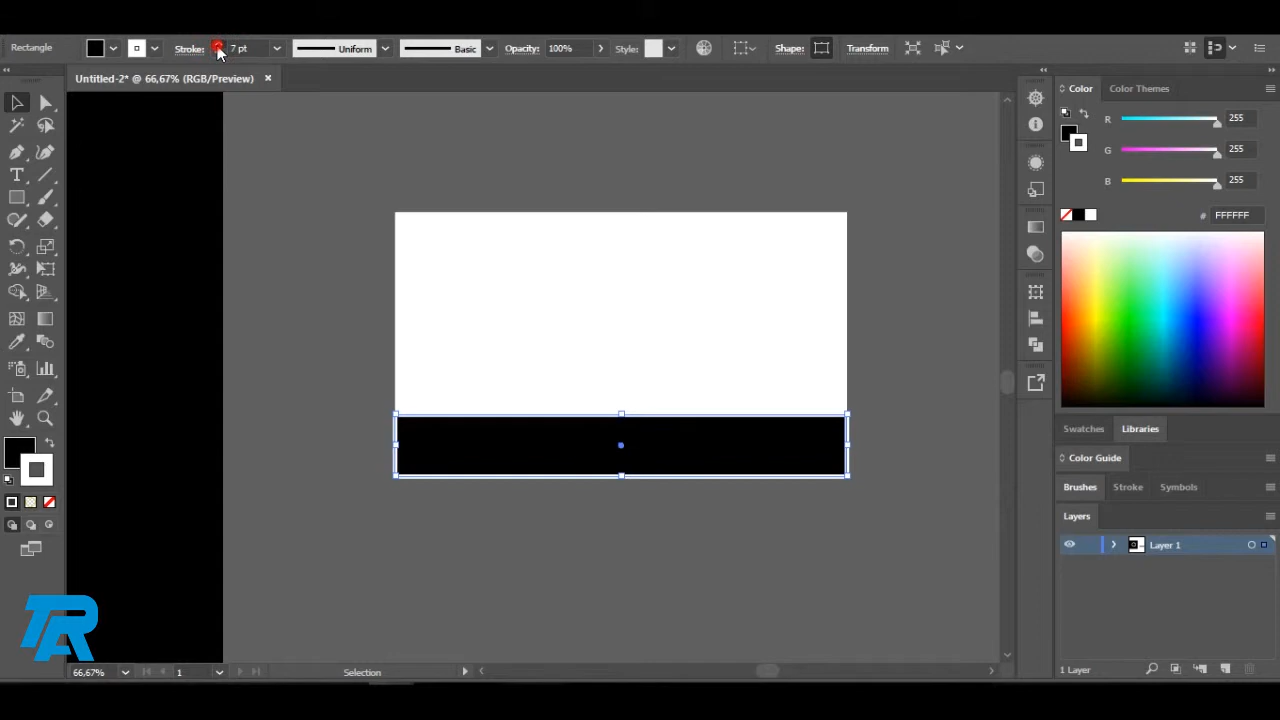 Rectangle Stroke: 7 pt Uniform Basic Opacity: 100% Style: Shape: Transform
Untitled-2* @ 66,67% (RGB/Preview) ×
Color Color Themes
R 255
G 255
B 255
# FFFFFF
Swatches Libraries
Color Guide
Brushes Stroke Symbols
Layers
Layer 1
TR
66,67% 1 Selection
1 Layer